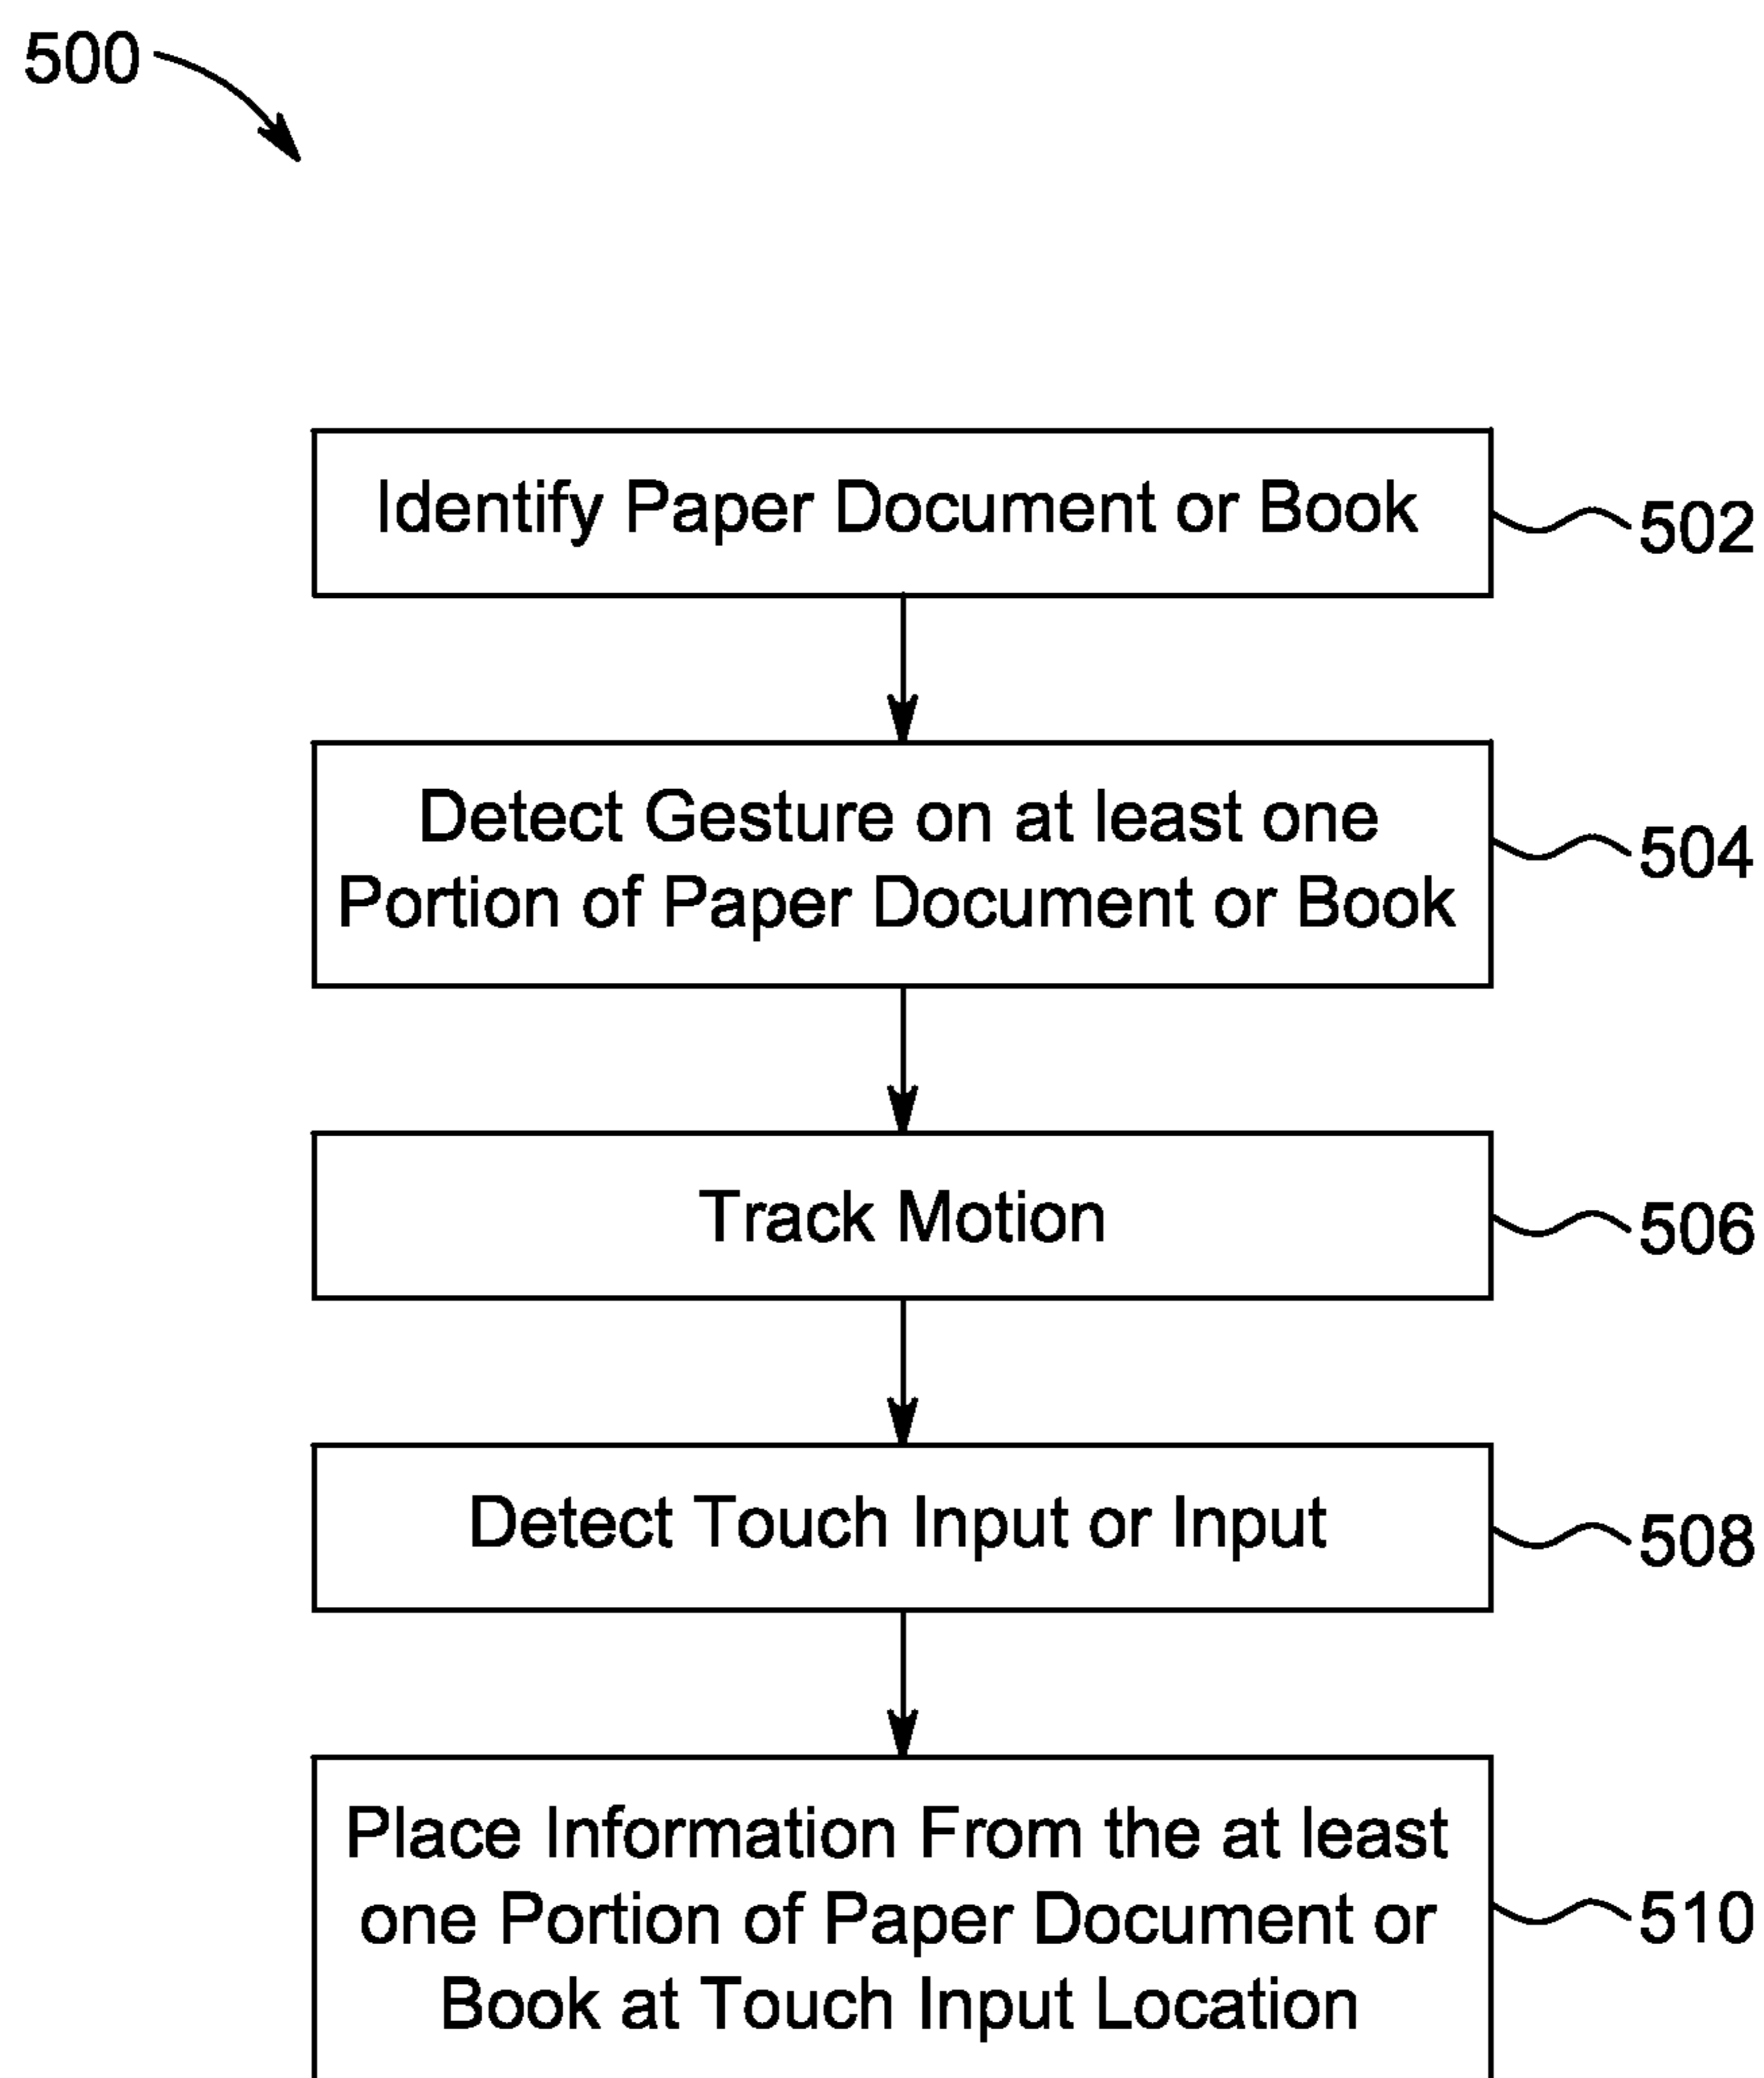 500
Identify Paper Document or Book
502
Detect Gesture on at least one
Portion of Paper Document or Book
504
Track Motion
506
Detect Touch Input or Input
508
Place Information From the at least
one Portion of Paper Document or
Book at Touch Input Location
510